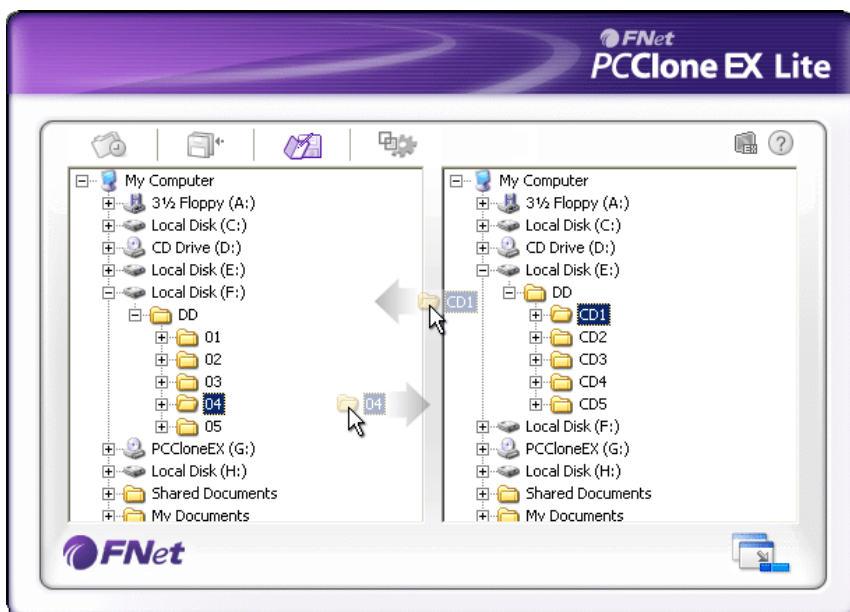 FNet
PCClone EX Lite
My Computer
3½ Floppy (A:)
Local Disk (C:)
CD Drive (D:)
Local Disk (E:)
Local Disk (F:)
DD
01
02
03
04
05
PCCloneEX (G:)
Local Disk (H:)
Shared Documents
My Documents
CD1
04
My Computer
3½ Floppy (A:)
Local Disk (C:)
CD Drive (D:)
Local Disk (E:)
DD
CD1
CD2
CD3
CD4
CD5
Local Disk (F:)
PCCloneEX (G:)
Local Disk (H:)
Shared Documents
My Documents
FNet